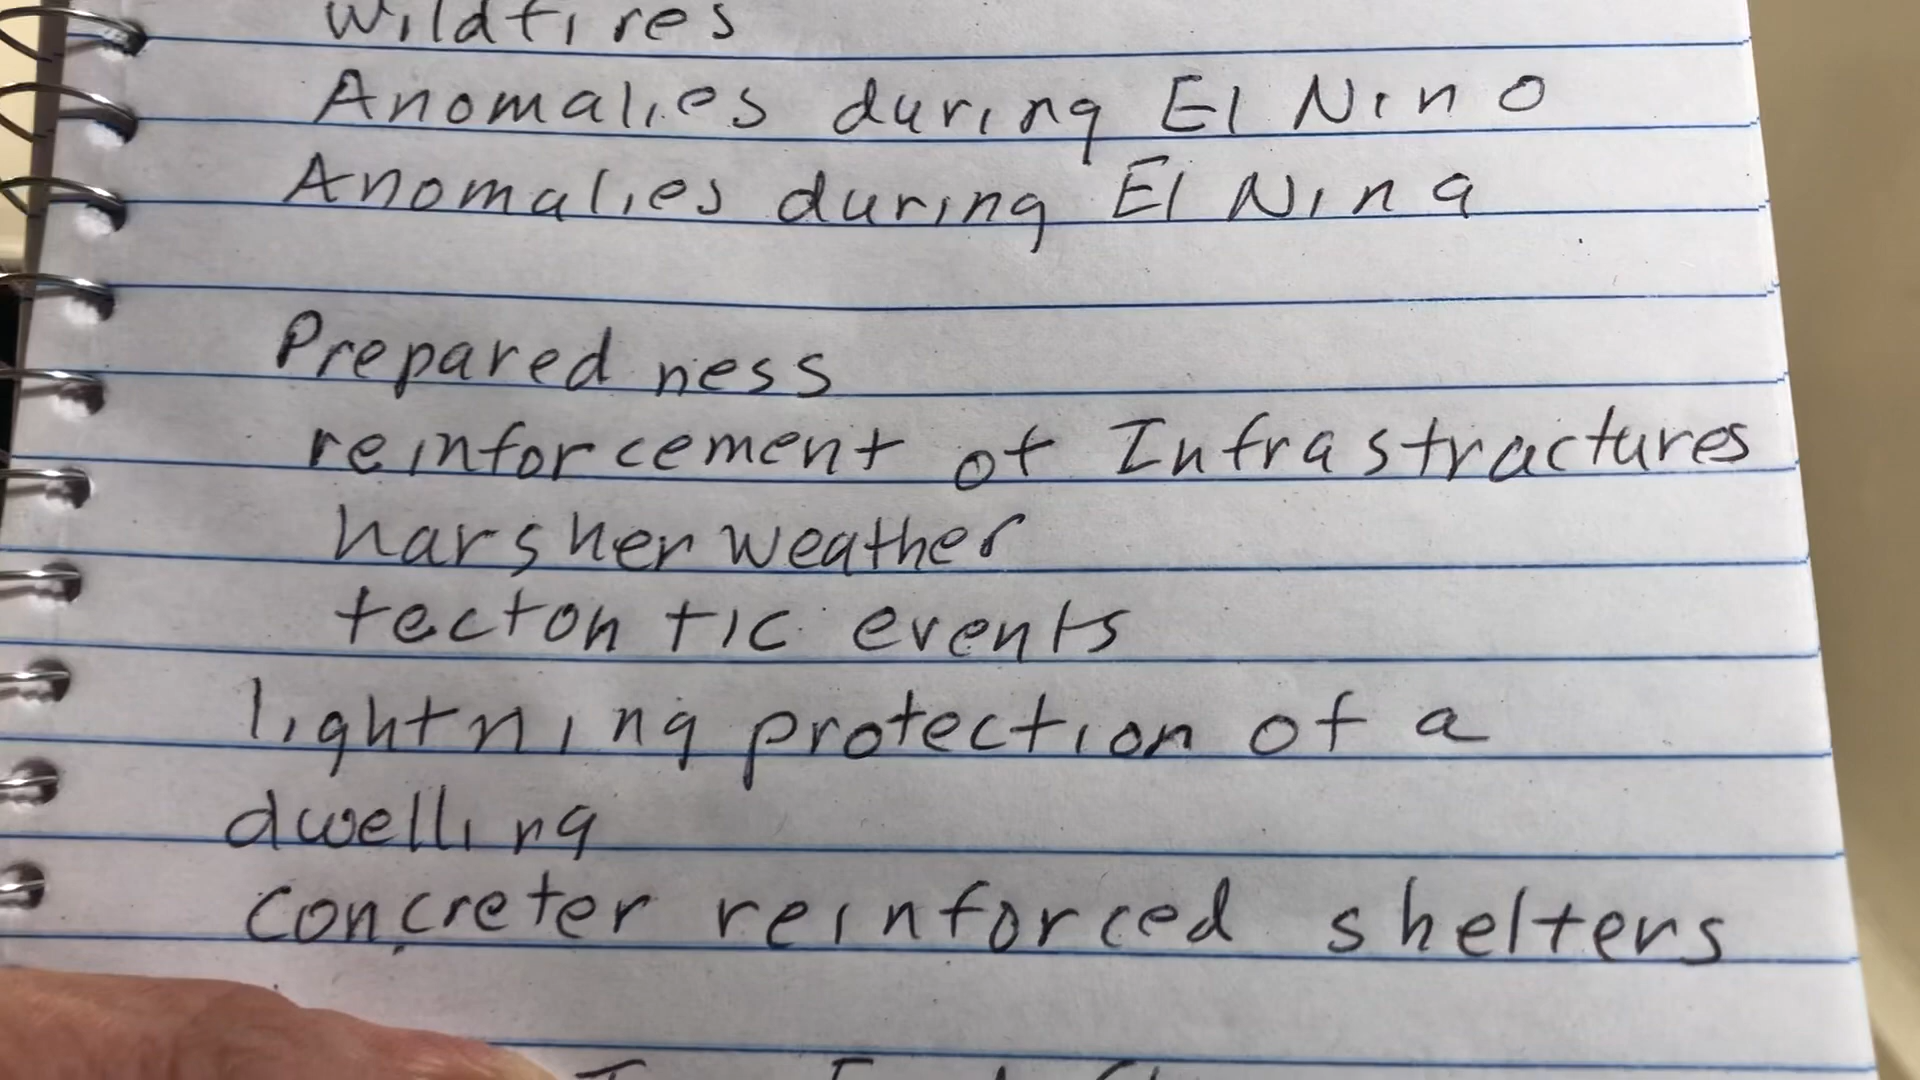 Wildfires
Anomalies during El Nino
Anomalies during El Nina
Preparedness
reinforcement of Infrastractures
harsher weather
tectontic events
lightning protection of a
dwelling
Concreter reinforced shelters